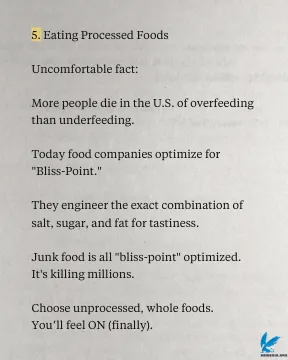 5. Eating Processed Foods
Uncomfortable fact:
More people die in the U.S. of overfeeding
than underfeeding.
Today food companies optimize for
"Bliss-Point."
They engineer the exact combination of
salt, sugar, and fat for tastiness.
Junk food is all "bliss-point" optimized.
It's killing millions.
Choose unprocessed, whole foods.
You'll feel ON (finally).